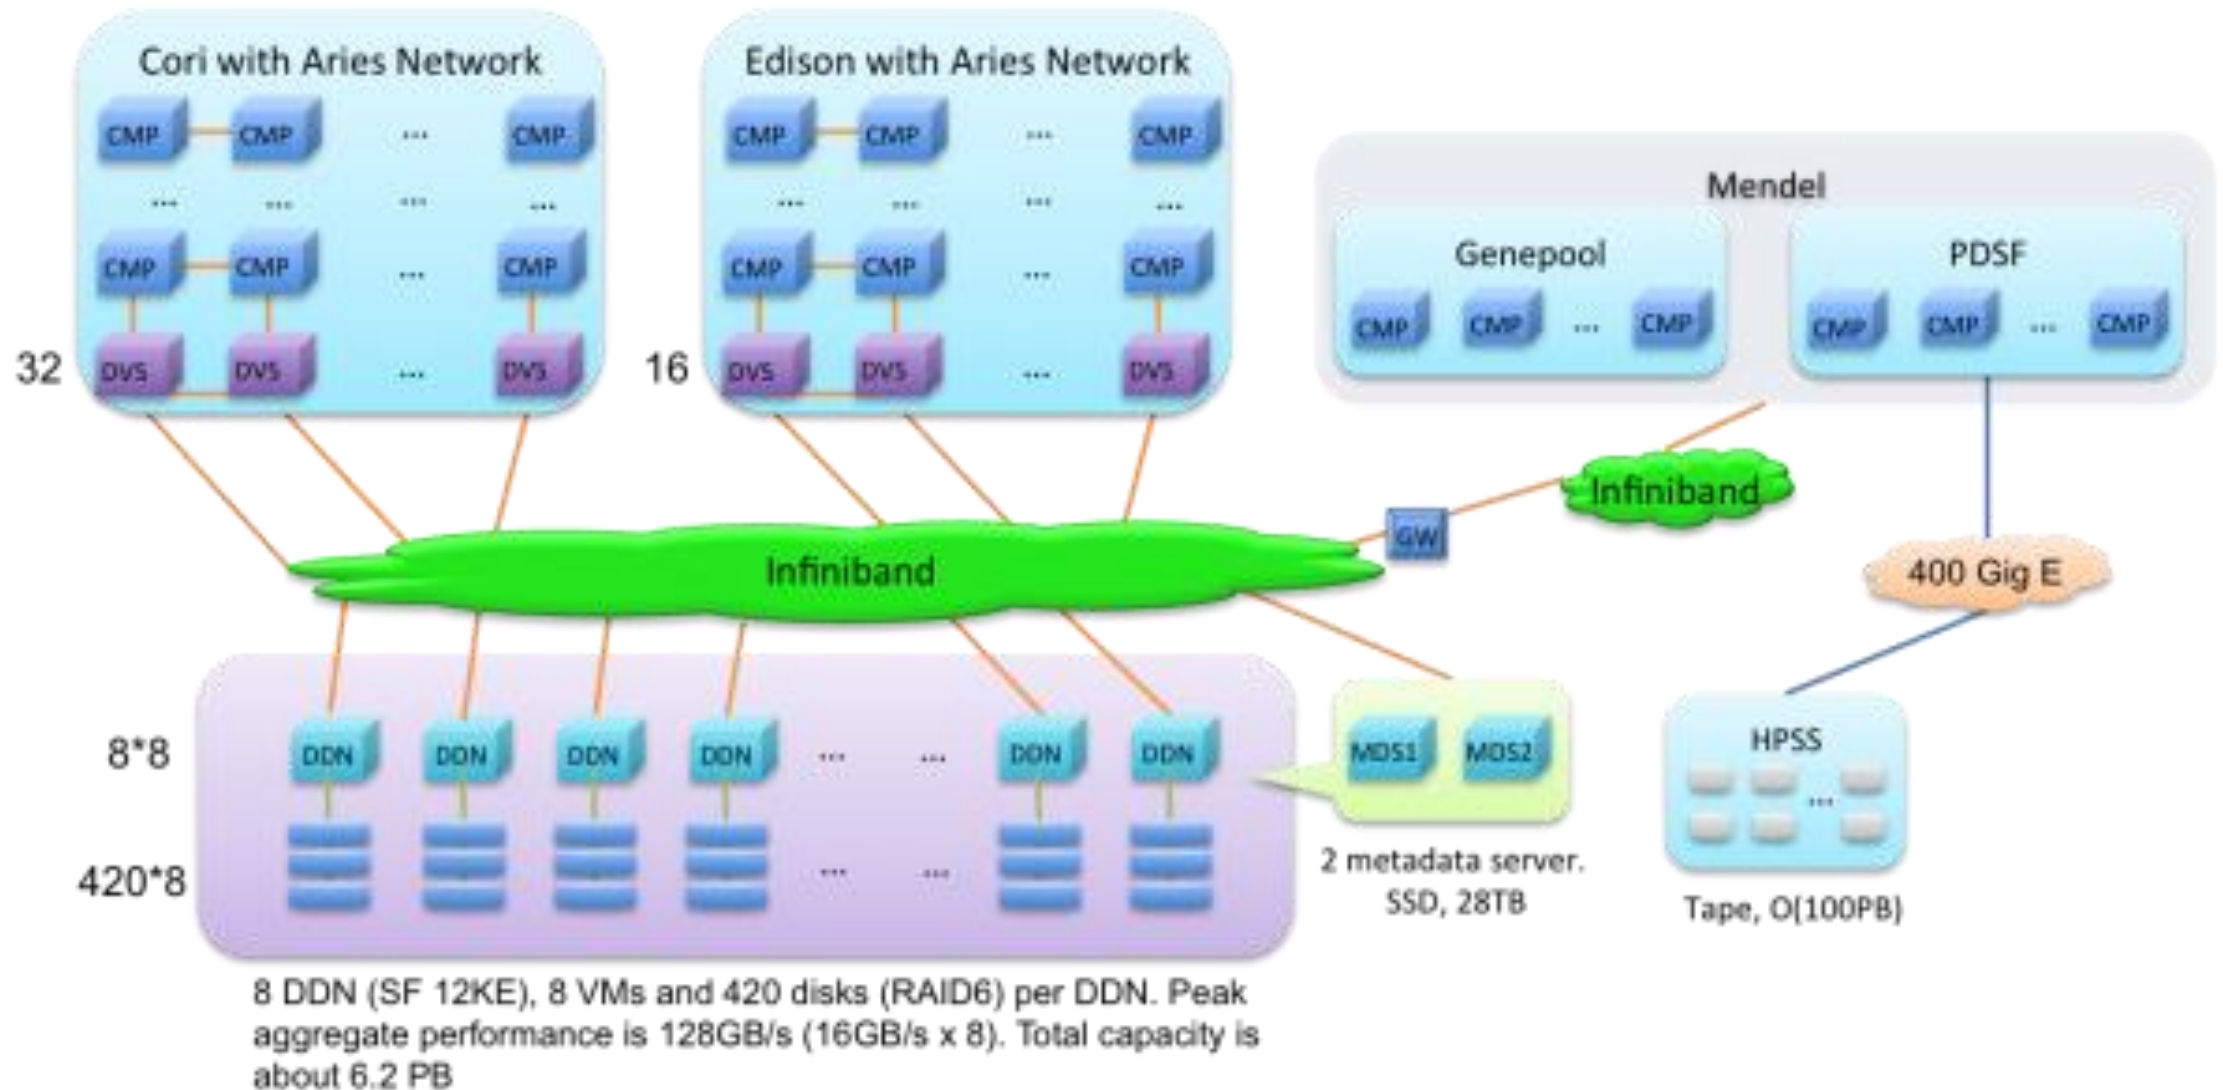 Cori with Aries Network
CMP CMP ... CMP
... ... ... ...
CMP CMP ... CMP
32 DVS DVS ... DVS
Edison with Aries Network
CMP CMP ... CMP
... ... ... ...
CMP CMP ... CMP
16 DVS DVS ... DVS
Mendel
Genepool
CMP CMP ... CMP
PDSF
CMP CMP ... CMP
Infiniband
GW
Infiniband
400 Gig E
8*8 DDN DDN DDN DDN ... ... DDN DDN
420*8 ... ...
MDS1 MDS2
2 metadata server.
SSD, 28TB
HPSS
...
Tape, O(100PB)
8 DDN (SF 12KE), 8 VMs and 420 disks (RAID6) per DDN. Peak
aggregate performance is 128GB/s (16GB/s x 8). Total capacity is
about 6.2 PB